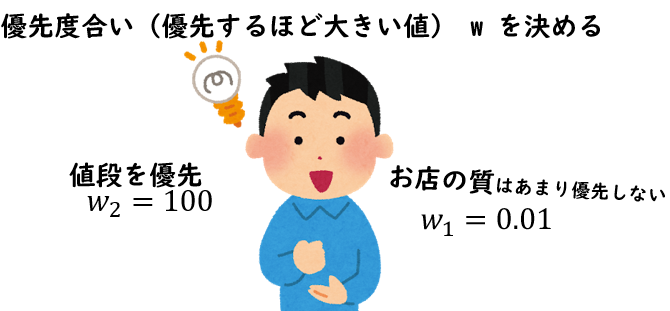 優先度合い（優先するほど大きい値） w を決める
値段を優先
w₂ = 100
お店の質はあまり優先しない
w₁ = 0.01